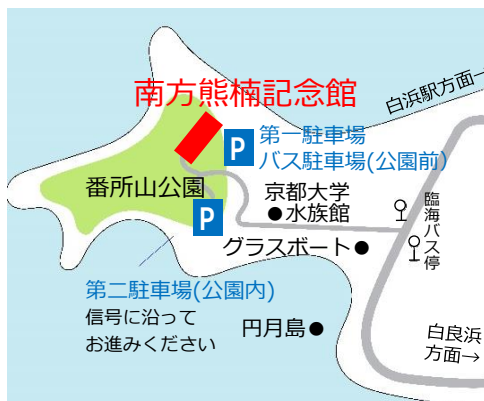 南方熊楠記念館
白浜駅方面→
P
第一駐車場
バス駐車場(公園前)
番所山公園
京都大学
●水族館
臨海バス停
P
グラスボート●
第二駐車場(公園内)
信号に沿って
お進みください
円月島●
白良浜
方面→